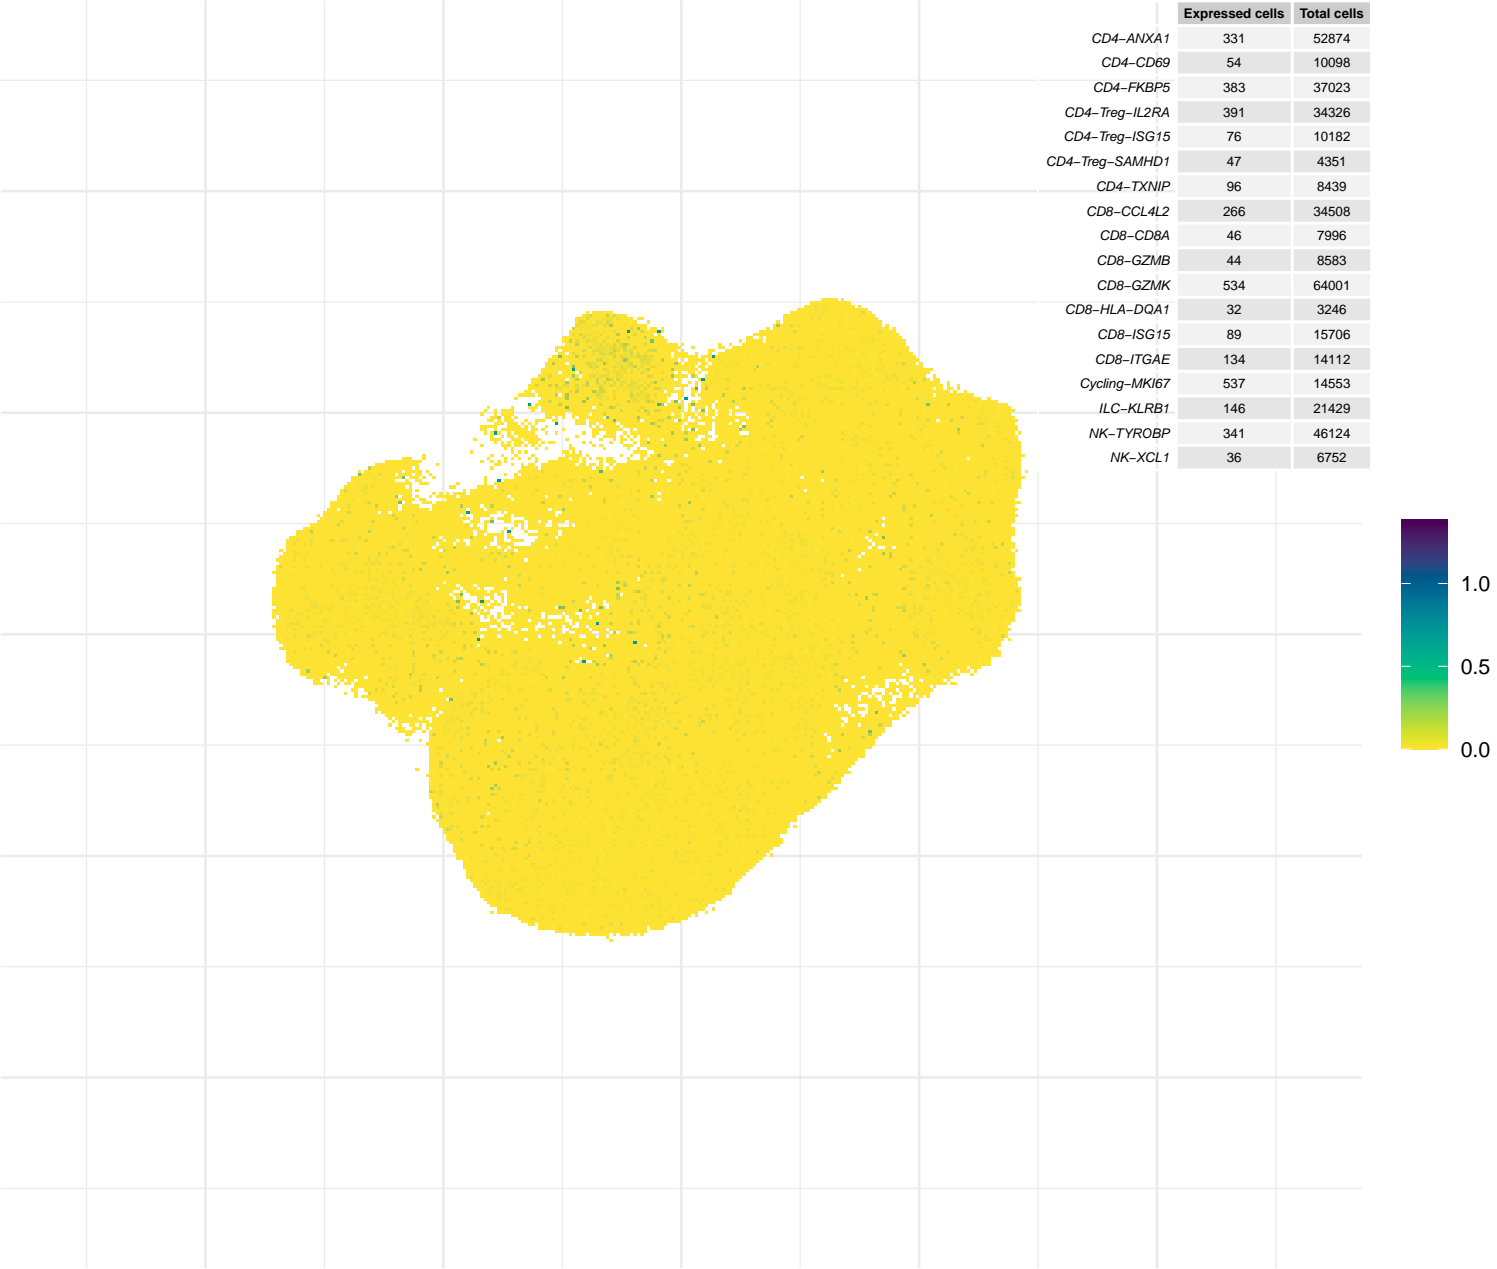 Expressed cells Total cells
CD4−ANXA1 331 52874
CD4−CD69 54 10098
CD4−FKBP5 383 37023
CD4−Treg−IL2RA 391 34326
CD4−Treg−ISG15 76 10182
CD4−Treg−SAMHD1 47 4351
CD4−TXNIP 96 8439
CD8−CCL4L2 266 34508
CD8−CD8A 46 7996
CD8−GZMB 44 8583
CD8−GZMK 534 64001
CD8−HLA−DQA1 32 3246
CD8−ISG15 89 15706
CD8−ITGAE 134 14112
Cycling−MKI67 537 14553
ILC−KLRB1 146 21429
NK−TYROBP 341 46124
NK−XCL1 36 6752
1.0
0.5
0.0